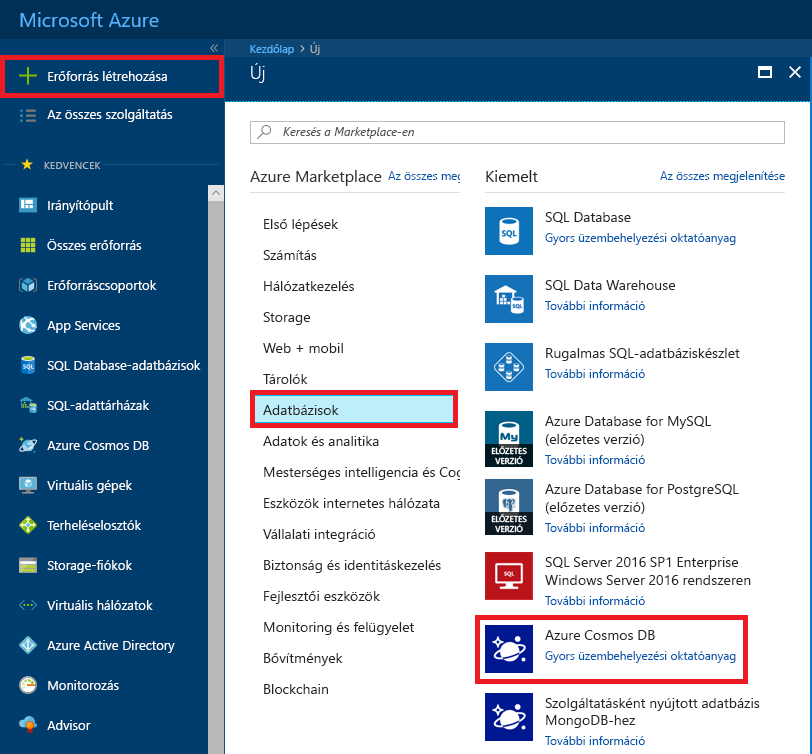 Microsoft Azure
«
Erőforrás létrehozása
Az összes szolgáltatás
KEDVENCEK
Irányítópult
Összes erőforrás
Erőforráscsoportok
App Services
SQL Database-adatbázisok
SQL-adattárházak
Azure Cosmos DB
Virtuális gépek
Terheléselosztók
Storage-fiókok
Virtuális hálózatok
Azure Active Directory
Monitorozás
Advisor
Kezdőlap > Új
Új
Keresés a Marketplace-en
Azure Marketplace Az összes meg
Első lépések
Számítás
Hálózatkezelés
Storage
Web + mobil
Tárolók
Adatbázisok
Adatok és analitika
Mesterséges intelligencia és Cog
Eszközök internetes hálózata
Vállalati integráció
Biztonság és identitáskezelés
Fejlesztői eszközök
Monitoring és felügyelet
Bővítmények
Blockchain
Kiemelt Az összes megjelenítése
SQL
SQL Database
Gyors üzembehelyezési oktatóanyag
SQL
SQL Data Warehouse
További információ
Rugalmas SQL-adatbáziskészlet
További információ
My
ELŐZETES
VERZIÓ
Azure Database for MySQL
(előzetes verzió)
További információ
ELŐZETES
VERZIÓ
Azure Database for PostgreSQL
(előzetes verzió)
További információ
SQL
SQL Server 2016 SP1 Enterprise
Windows Server 2016 rendszeren
További információ
Azure Cosmos DB
Gyors üzembehelyezési oktatóanyag
Szolgáltatásként nyújtott adatbázis
MongoDB-hez
További információ